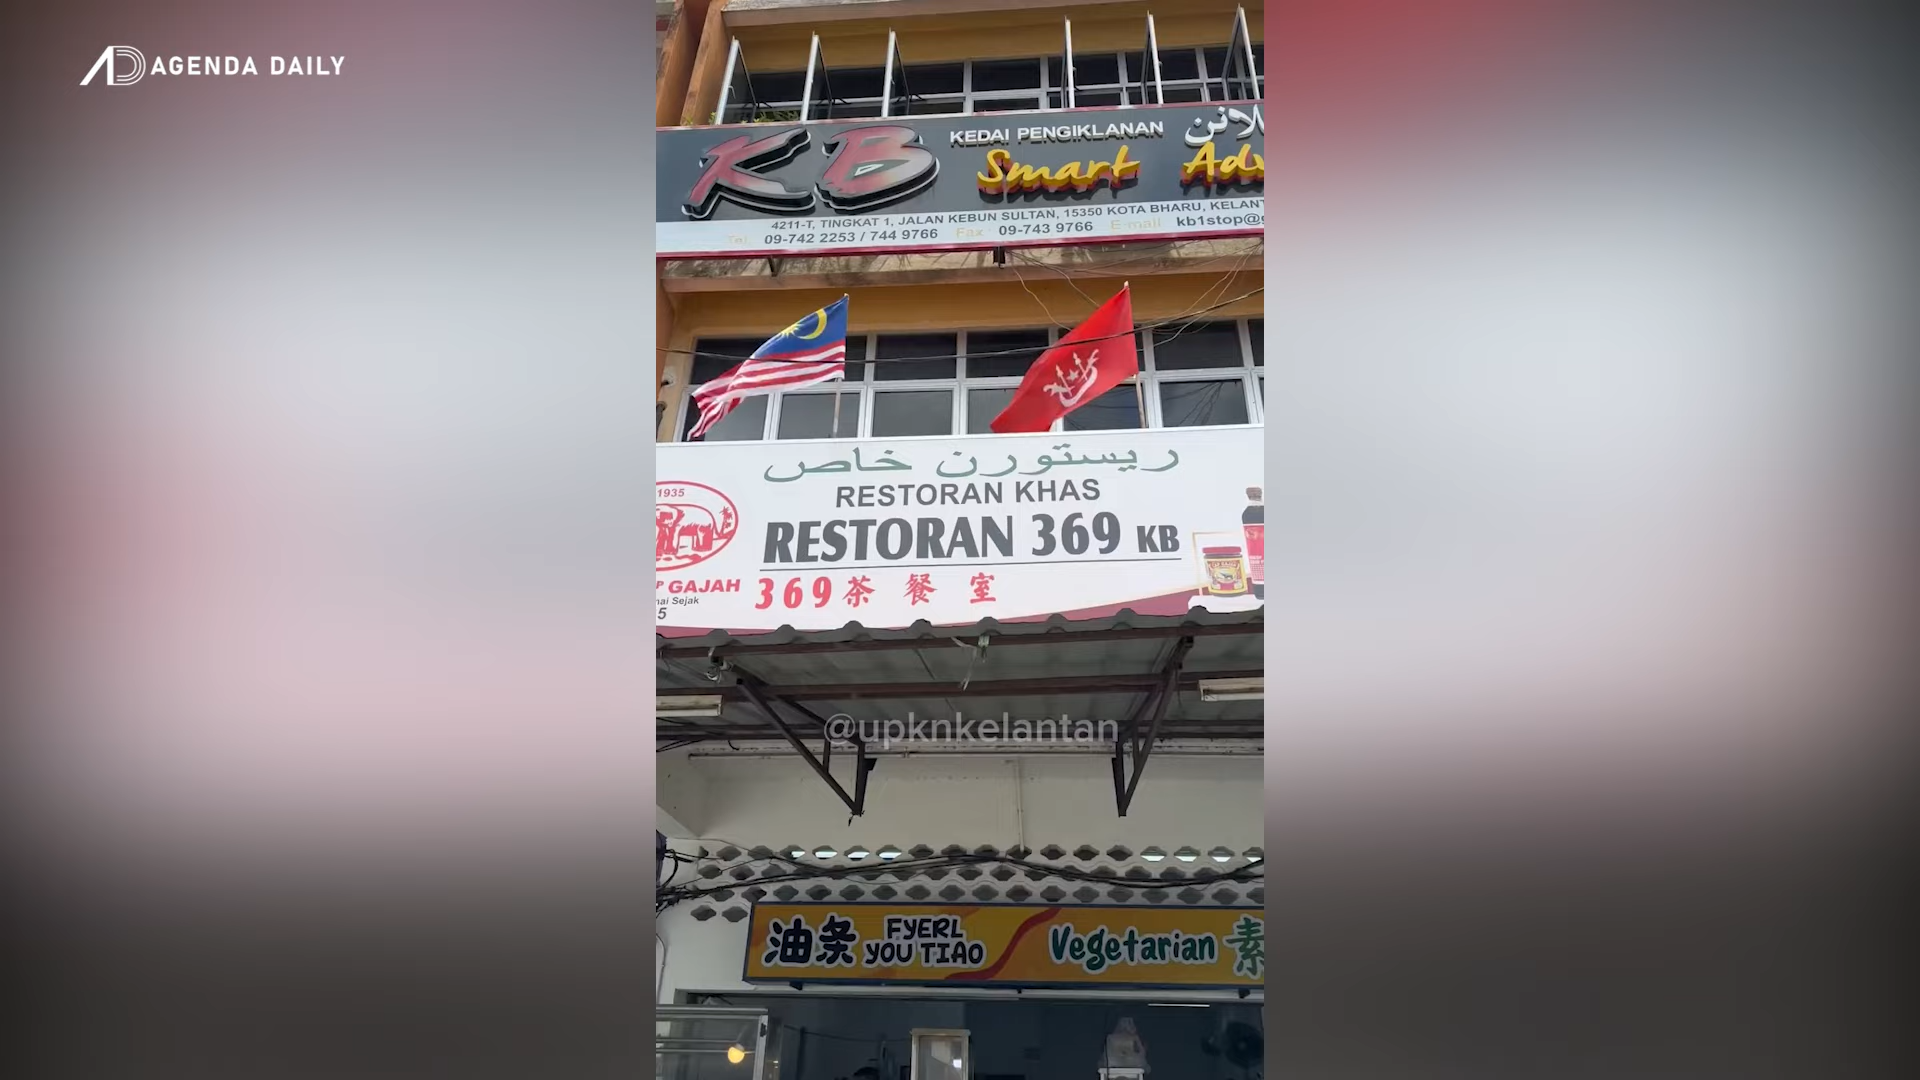 AGENDA DAILY
KB
KEDAI PENGIKLANAN
Smart
4211-T, TINGKAT 1, JALAN KEBUN SULTAN, 15350 KOTA BHARU,
Tel 09-742 2253 / 744 9766 Fax 09-743 9766 E-mail
ريستورن خاص
RESTORAN KHAS
RESTORAN 369 KB
369茶餐室
1935
GAJAH
Sejak
@upknkelantan
油条 FYERL YOU TIAO Vegetarian 素